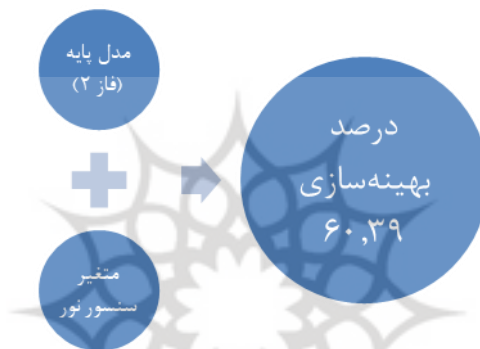 مدل پایه
(فاز ۲)
متغیر
سنسور نور
درصد
بهینه‌سازی
۶۰,۳۹